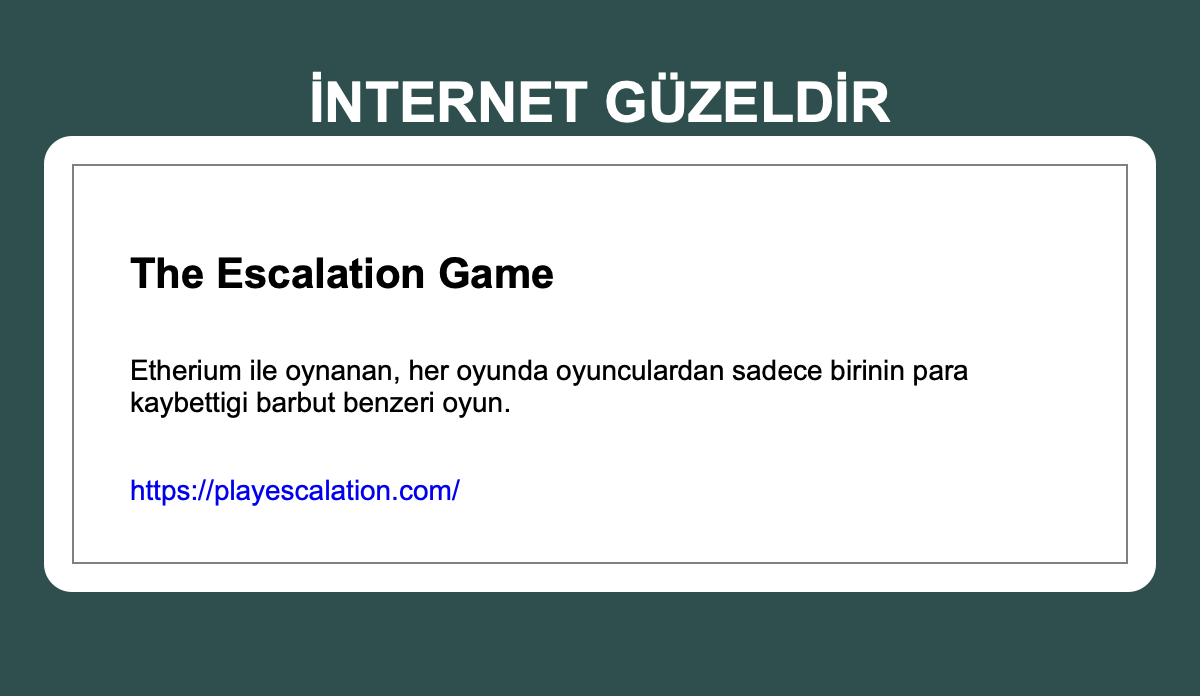 İNTERNET GÜZELDİR
The Escalation Game
Etherium ile oynanan, her oyunda oyunculardan sadece birinin para
kaybettigi barbut benzeri oyun.
https://playescalation.com/